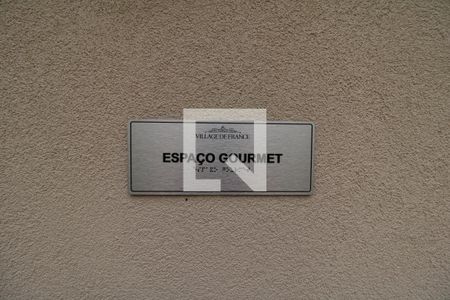 VILLAGE DE FRANCE
ESPAÇO GOURMET